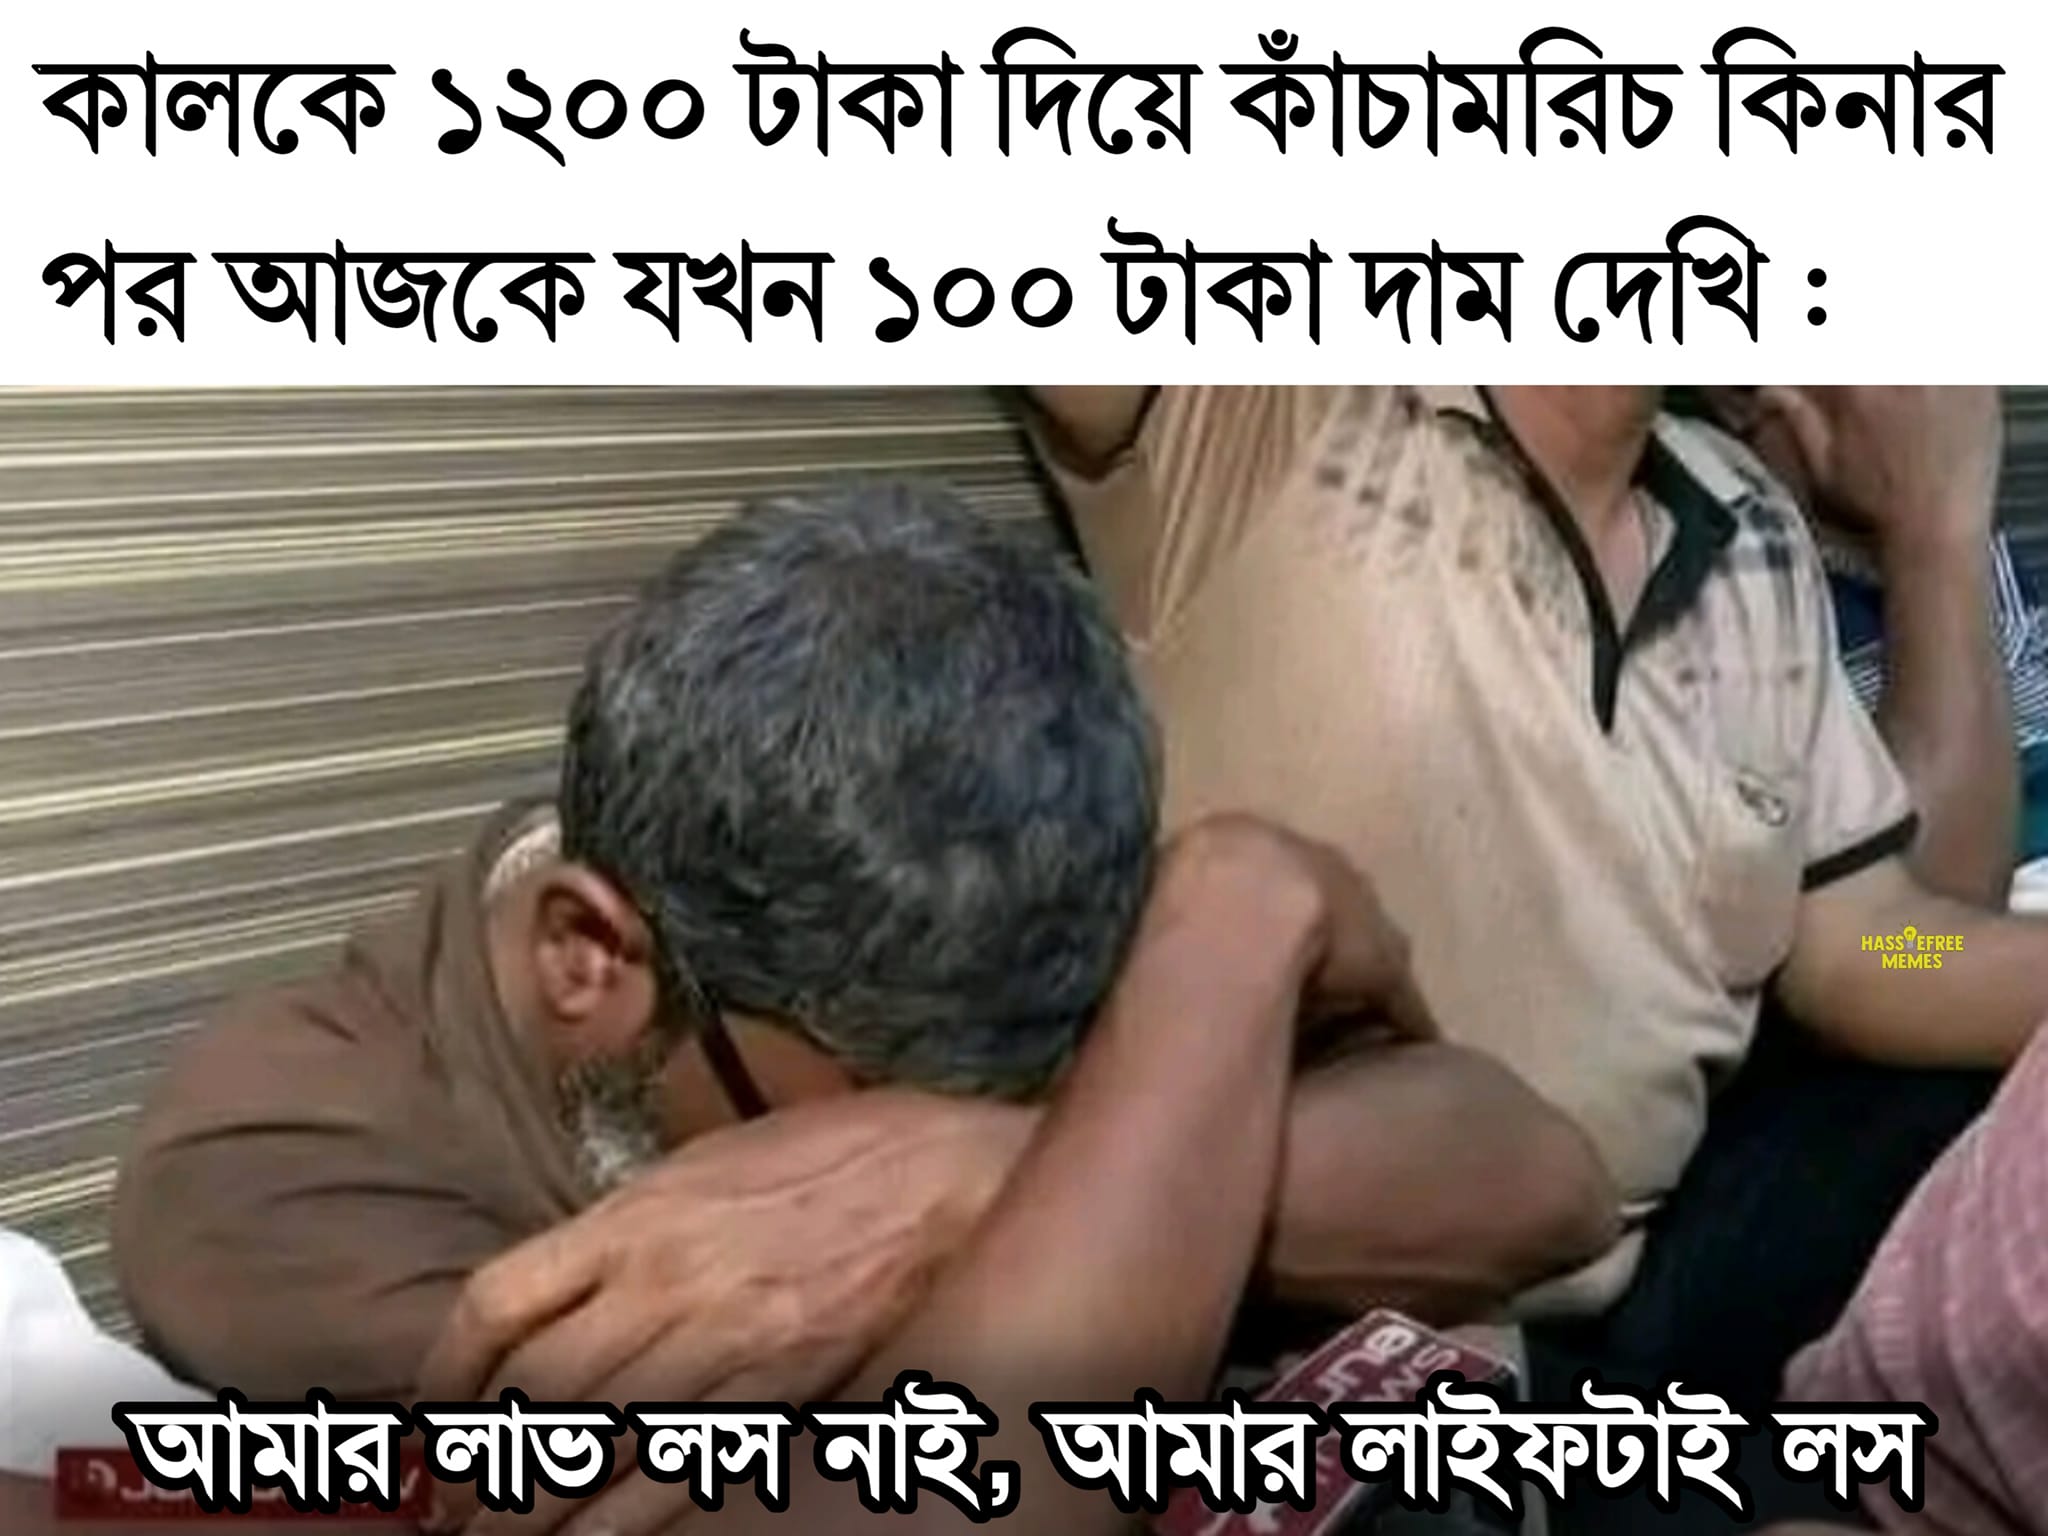 কালকে ১২০০ টাকা দিয়ে কাঁচামরিচ কিনার
পর আজকে যখন ১০০ টাকা দাম দেখি :
HASSLEFREE
MEMES
আমার লাভ লস নাই, আমার লাইফটাই লস